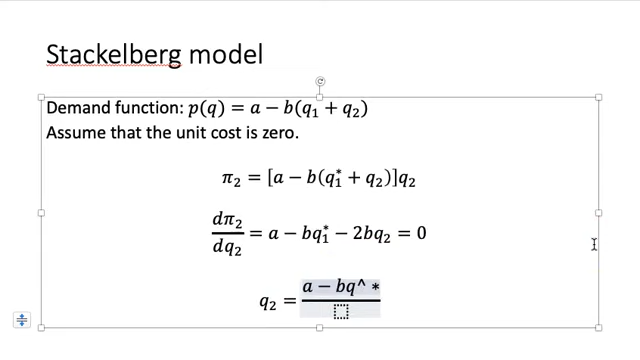 Stackelberg model
Demand function: p(q) = a − b(q₁ + q₂)
Assume that the unit cost is zero.
π₂ = [a − b(q₁* + q₂)]q₂
dπ₂/dq₂ = a − bq₁* − 2bq₂ = 0
q₂ = (a − bq^ *)/⬚